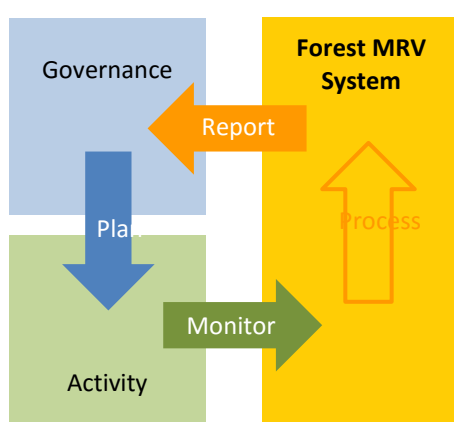 Governance
Forest MRV
System
Report
Process
Plan
Monitor
Activity